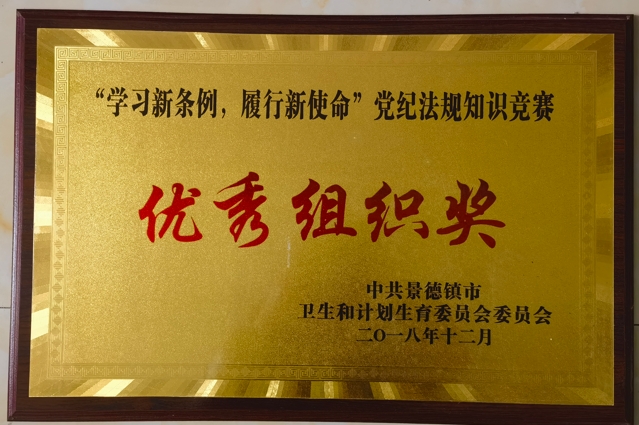 “学习新条例，履行新使命”党纪法规知识竞赛
优秀组织奖
中共景德镇市
卫生和计划生育委员会委员会
二〇一八年十二月